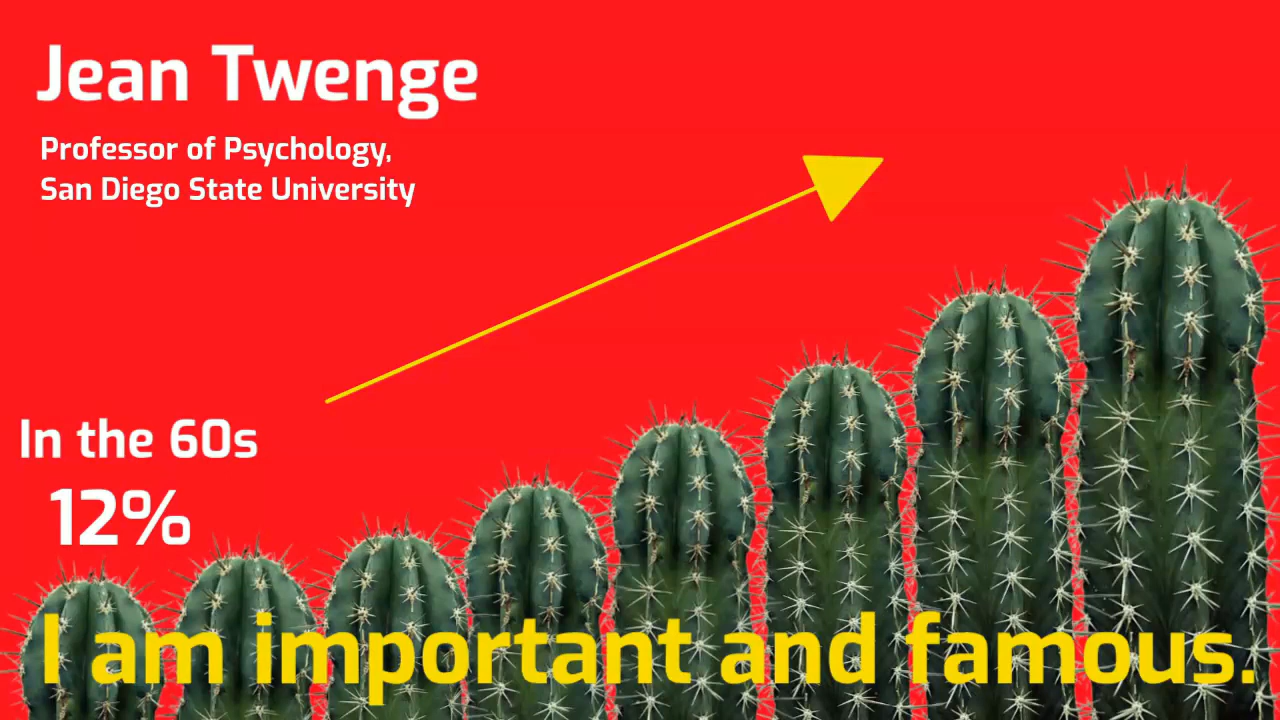 Jean Twenge
Professor of Psychology,
San Diego State University
In the 60s
12%
I am important and famous.